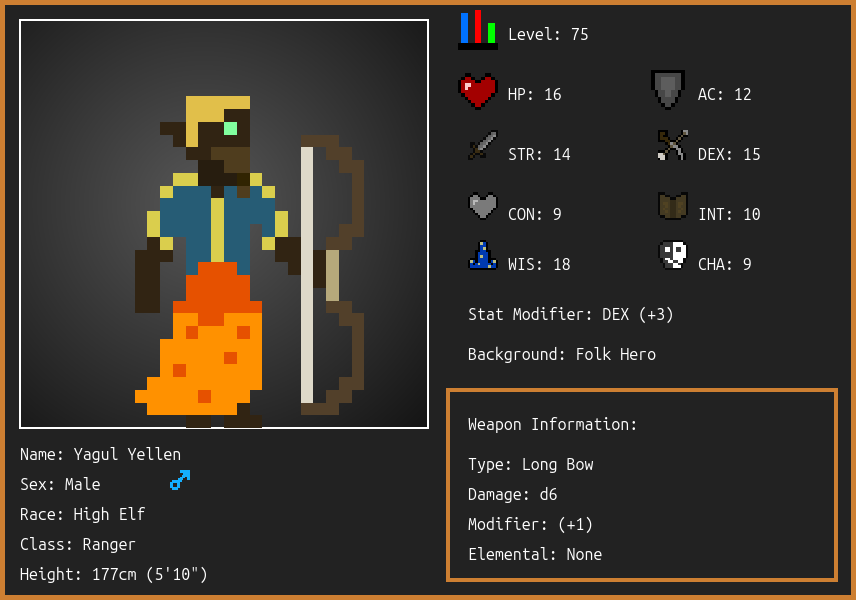 Level: 75
HP: 16
AC: 12
STR: 14
DEX: 15
CON: 9
INT: 10
WIS: 18
CHA: 9
Stat Modifier: DEX (+3)
Background: Folk Hero
Weapon Information:
Type: Long Bow
Damage: d6
Modifier: (+1)
Elemental: None
Name: Yagul Yellen
Sex: Male
Race: High Elf
Class: Ranger
Height: 177cm (5'10")